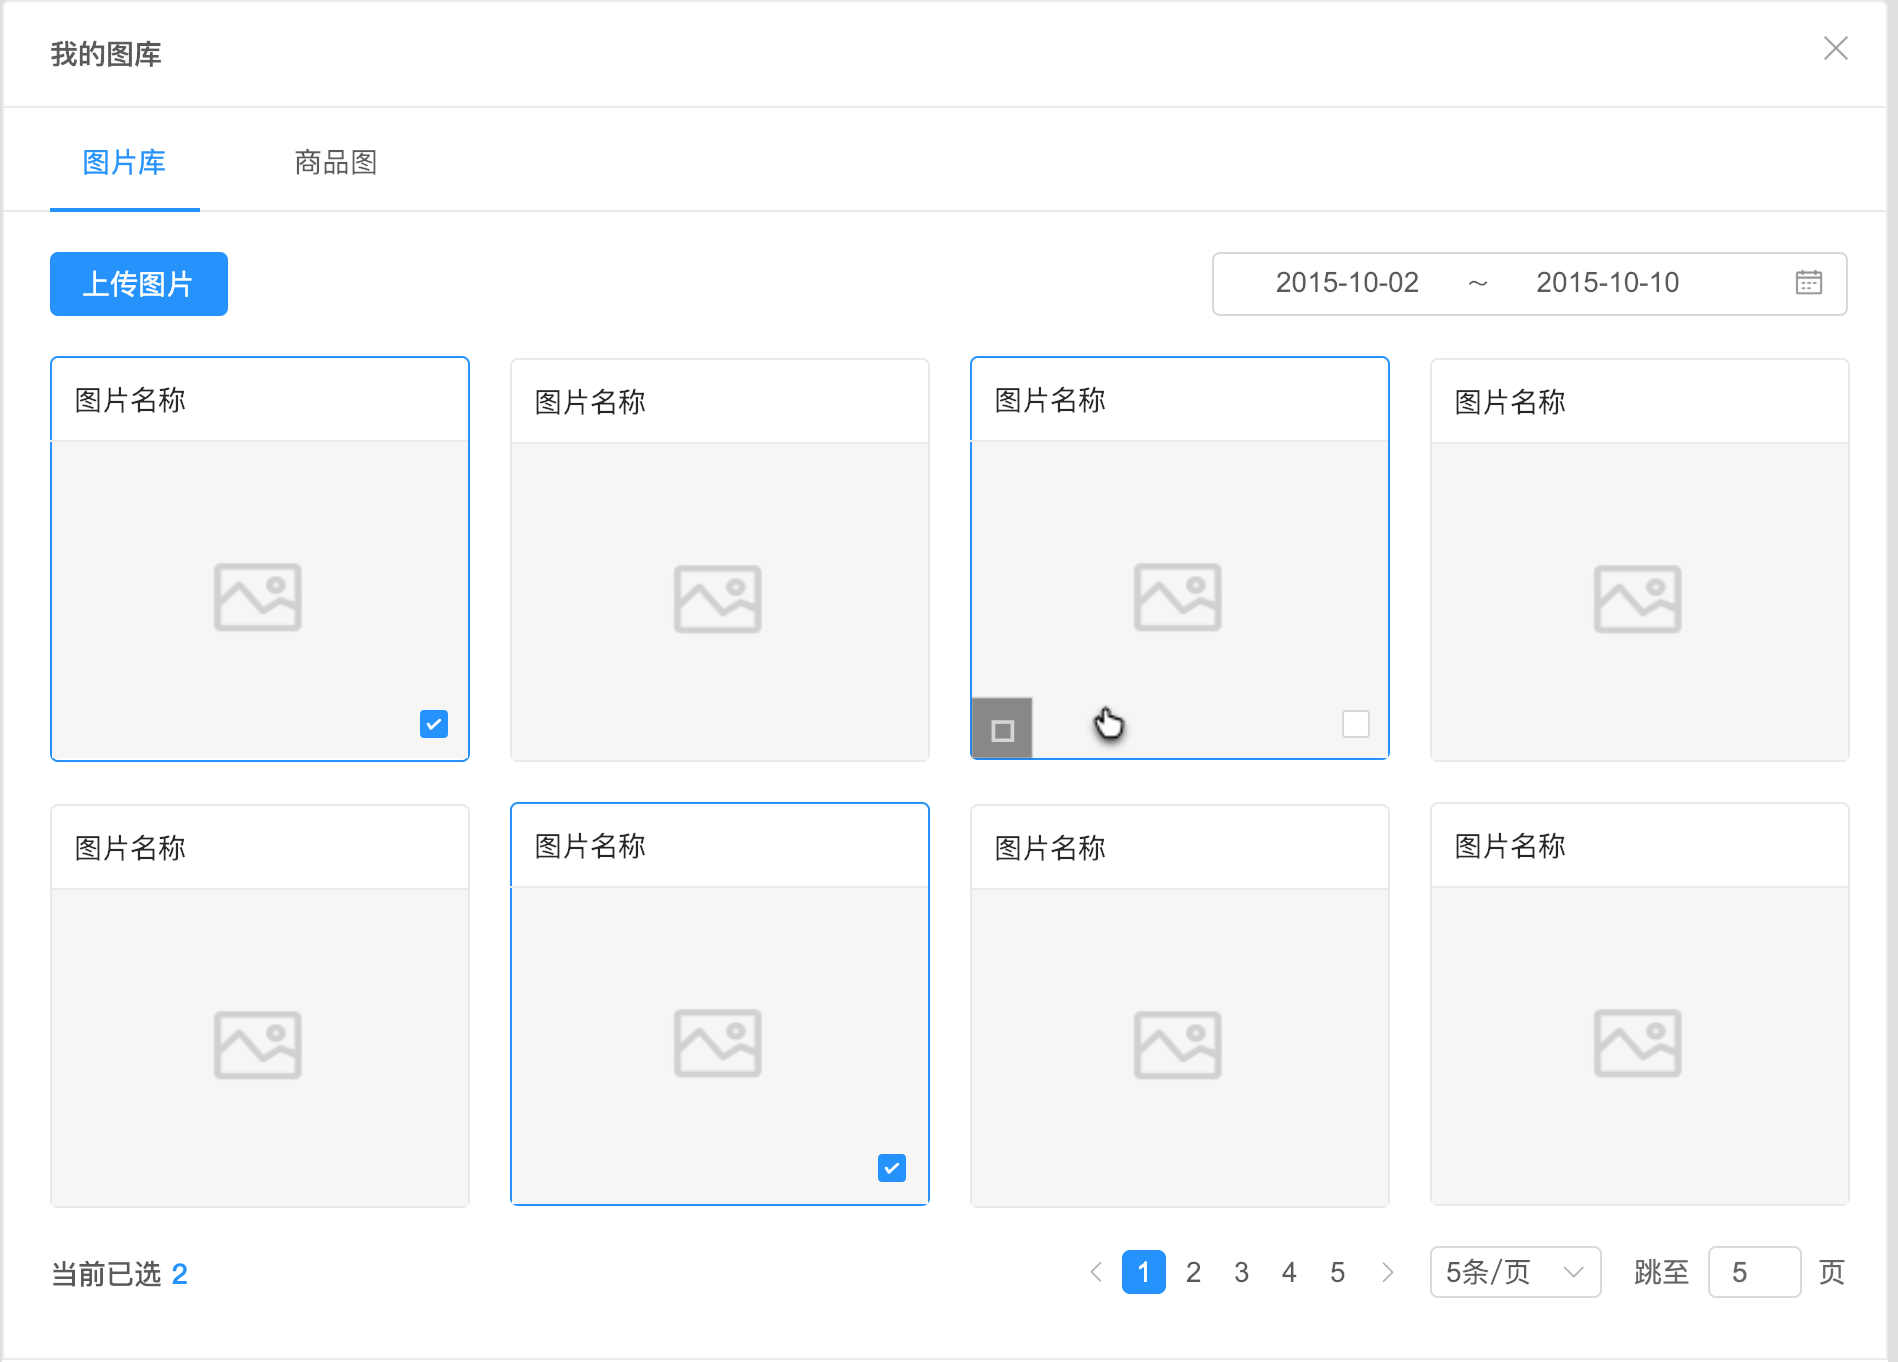 我的图库
图片库 商品图
上传图片 2015-10-02 ~ 2015-10-10
图片名称 图片名称 图片名称 图片名称
图片名称 图片名称 图片名称 图片名称
当前已选 2 1 2 3 4 5 5条/页 跳至 5 页